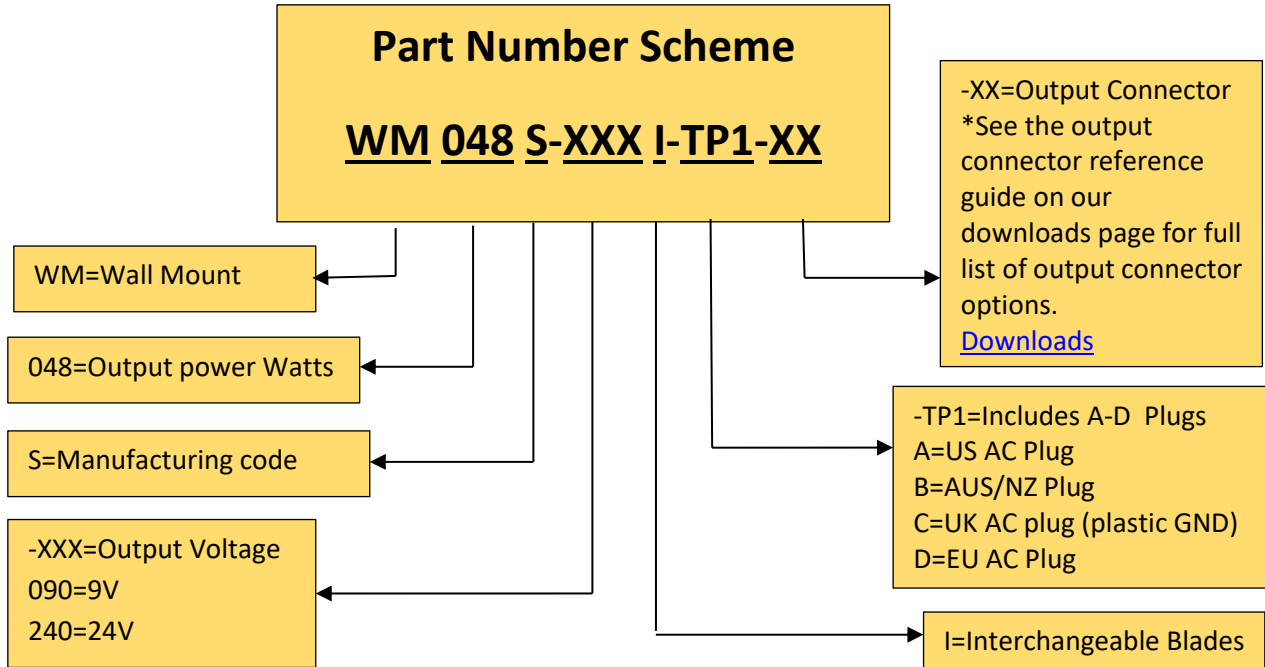 Part Number Scheme
WM 048 S-XXX I-TP1-XX
WM=Wall Mount
048=Output power Watts
S=Manufacturing code
-XXX=Output Voltage
090=9V
240=24V
-XX=Output Connector
*See the output
connector reference
guide on our
downloads page for full
list of output connector
options.
Downloads
-TP1=Includes A-D Plugs
A=US AC Plug
B=AUS/NZ Plug
C=UK AC plug (plastic GND)
D=EU AC Plug
I=Interchangeable Blades